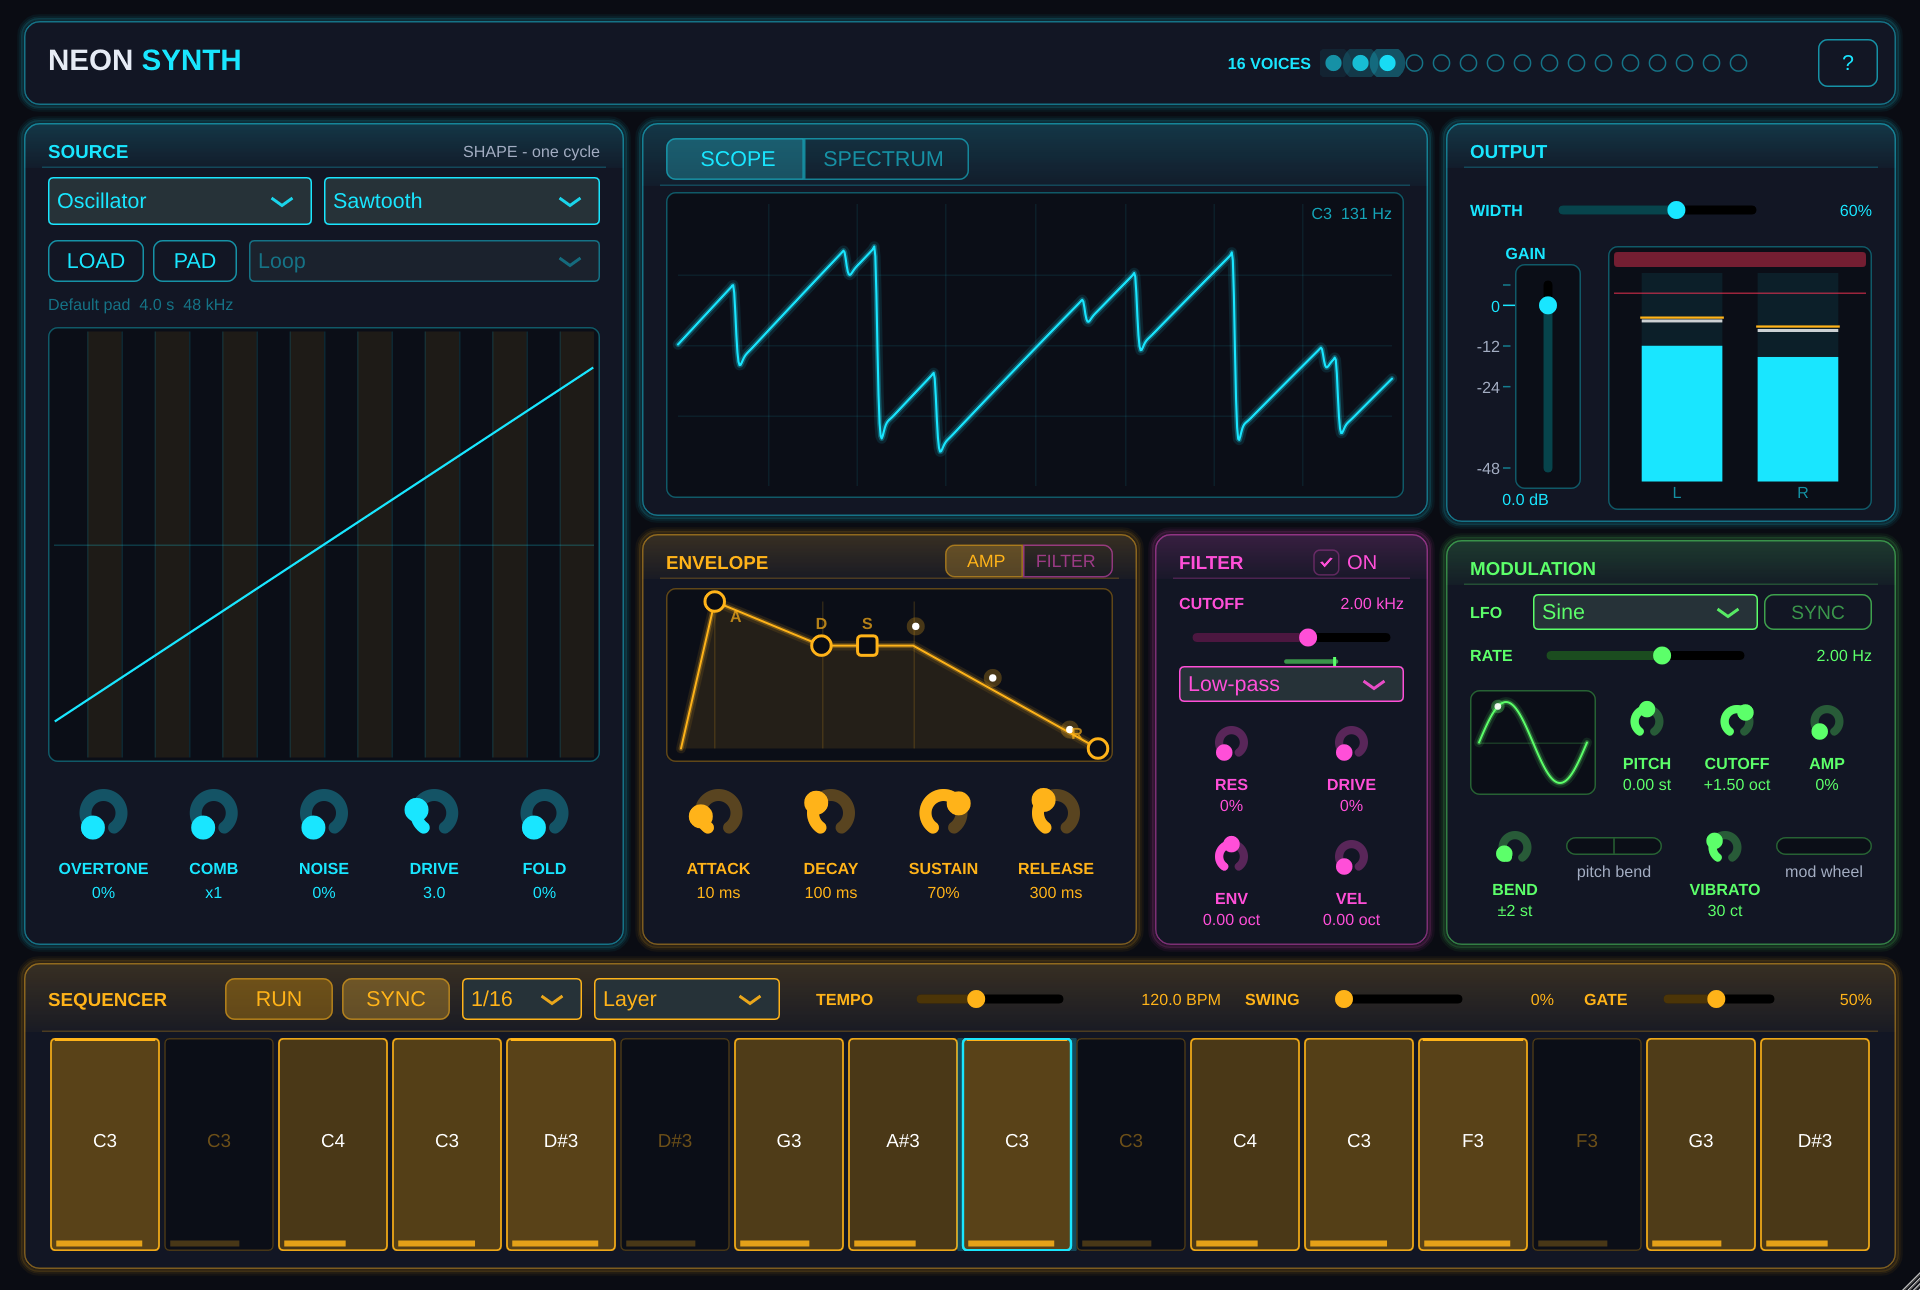 NEON SYNTH
16 VOICES
?
SOURCE
SHAPE - one cycle
Oscillator
Sawtooth
LOAD
PAD
Loop
Default pad  4.0 s  48 kHz
OVERTONE
COMB
NOISE
DRIVE
FOLD
0%
x1
0%
3.0
0%
SCOPE
SPECTRUM
C3  131 Hz
OUTPUT
WIDTH
60%
GAIN
0
-12
-24
-48
0.0 dB
L
R
ENVELOPE
AMP
FILTER
A
D
S
R
ATTACK
DECAY
SUSTAIN
RELEASE
10 ms
100 ms
70%
300 ms
FILTER
ON
CUTOFF
2.00 kHz
Low-pass
RES
DRIVE
0%
0%
ENV
VEL
0.00 oct
0.00 oct
MODULATION
LFO
Sine
SYNC
RATE
2.00 Hz
PITCH
CUTOFF
AMP
0.00 st
+1.50 oct
0%
BEND
±2 st
pitch bend
VIBRATO
30 ct
mod wheel
SEQUENCER
RUN
SYNC
1/16
Layer
TEMPO
120.0 BPM
SWING
0%
GATE
50%
C3
C3
C4
C3
D#3
D#3
G3
A#3
C3
C3
C4
C3
F3
F3
G3
D#3